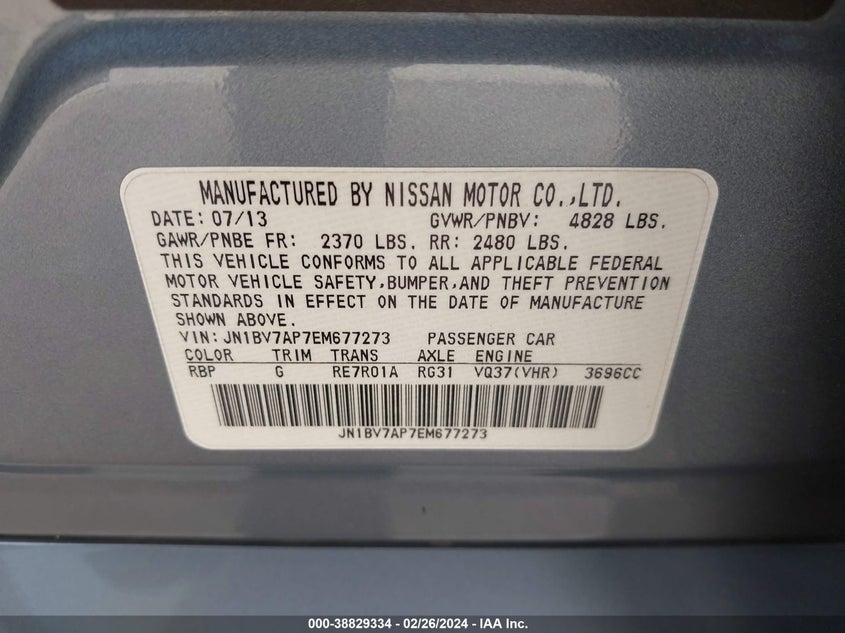 MANUFACTURED BY NISSAN MOTOR CO.,LTD.
DATE: 07/13 GVWR/PNBV: 4828 LBS.
GAWR/PNBE FR: 2370 LBS. RR: 2480 LBS.
THIS VEHICLE CONFORMS TO ALL APPLICABLE FEDERAL
MOTOR VEHICLE SAFETY,BUMPER,AND THEFT PREVENTION
STANDARDS IN EFFECT ON THE DATE OF MANUFACTURE
SHOWN ABOVE.
VIN:JN1BV7AP7EM677273 PASSENGER CAR
COLOR TRIM TRANS AXLE ENGINE
RBP G RE7R01A RG31 VQ37(VHR) 3696CC
JN1BV7AP7EM677273
000-38829334 - 02/26/2024 - IAA Inc.